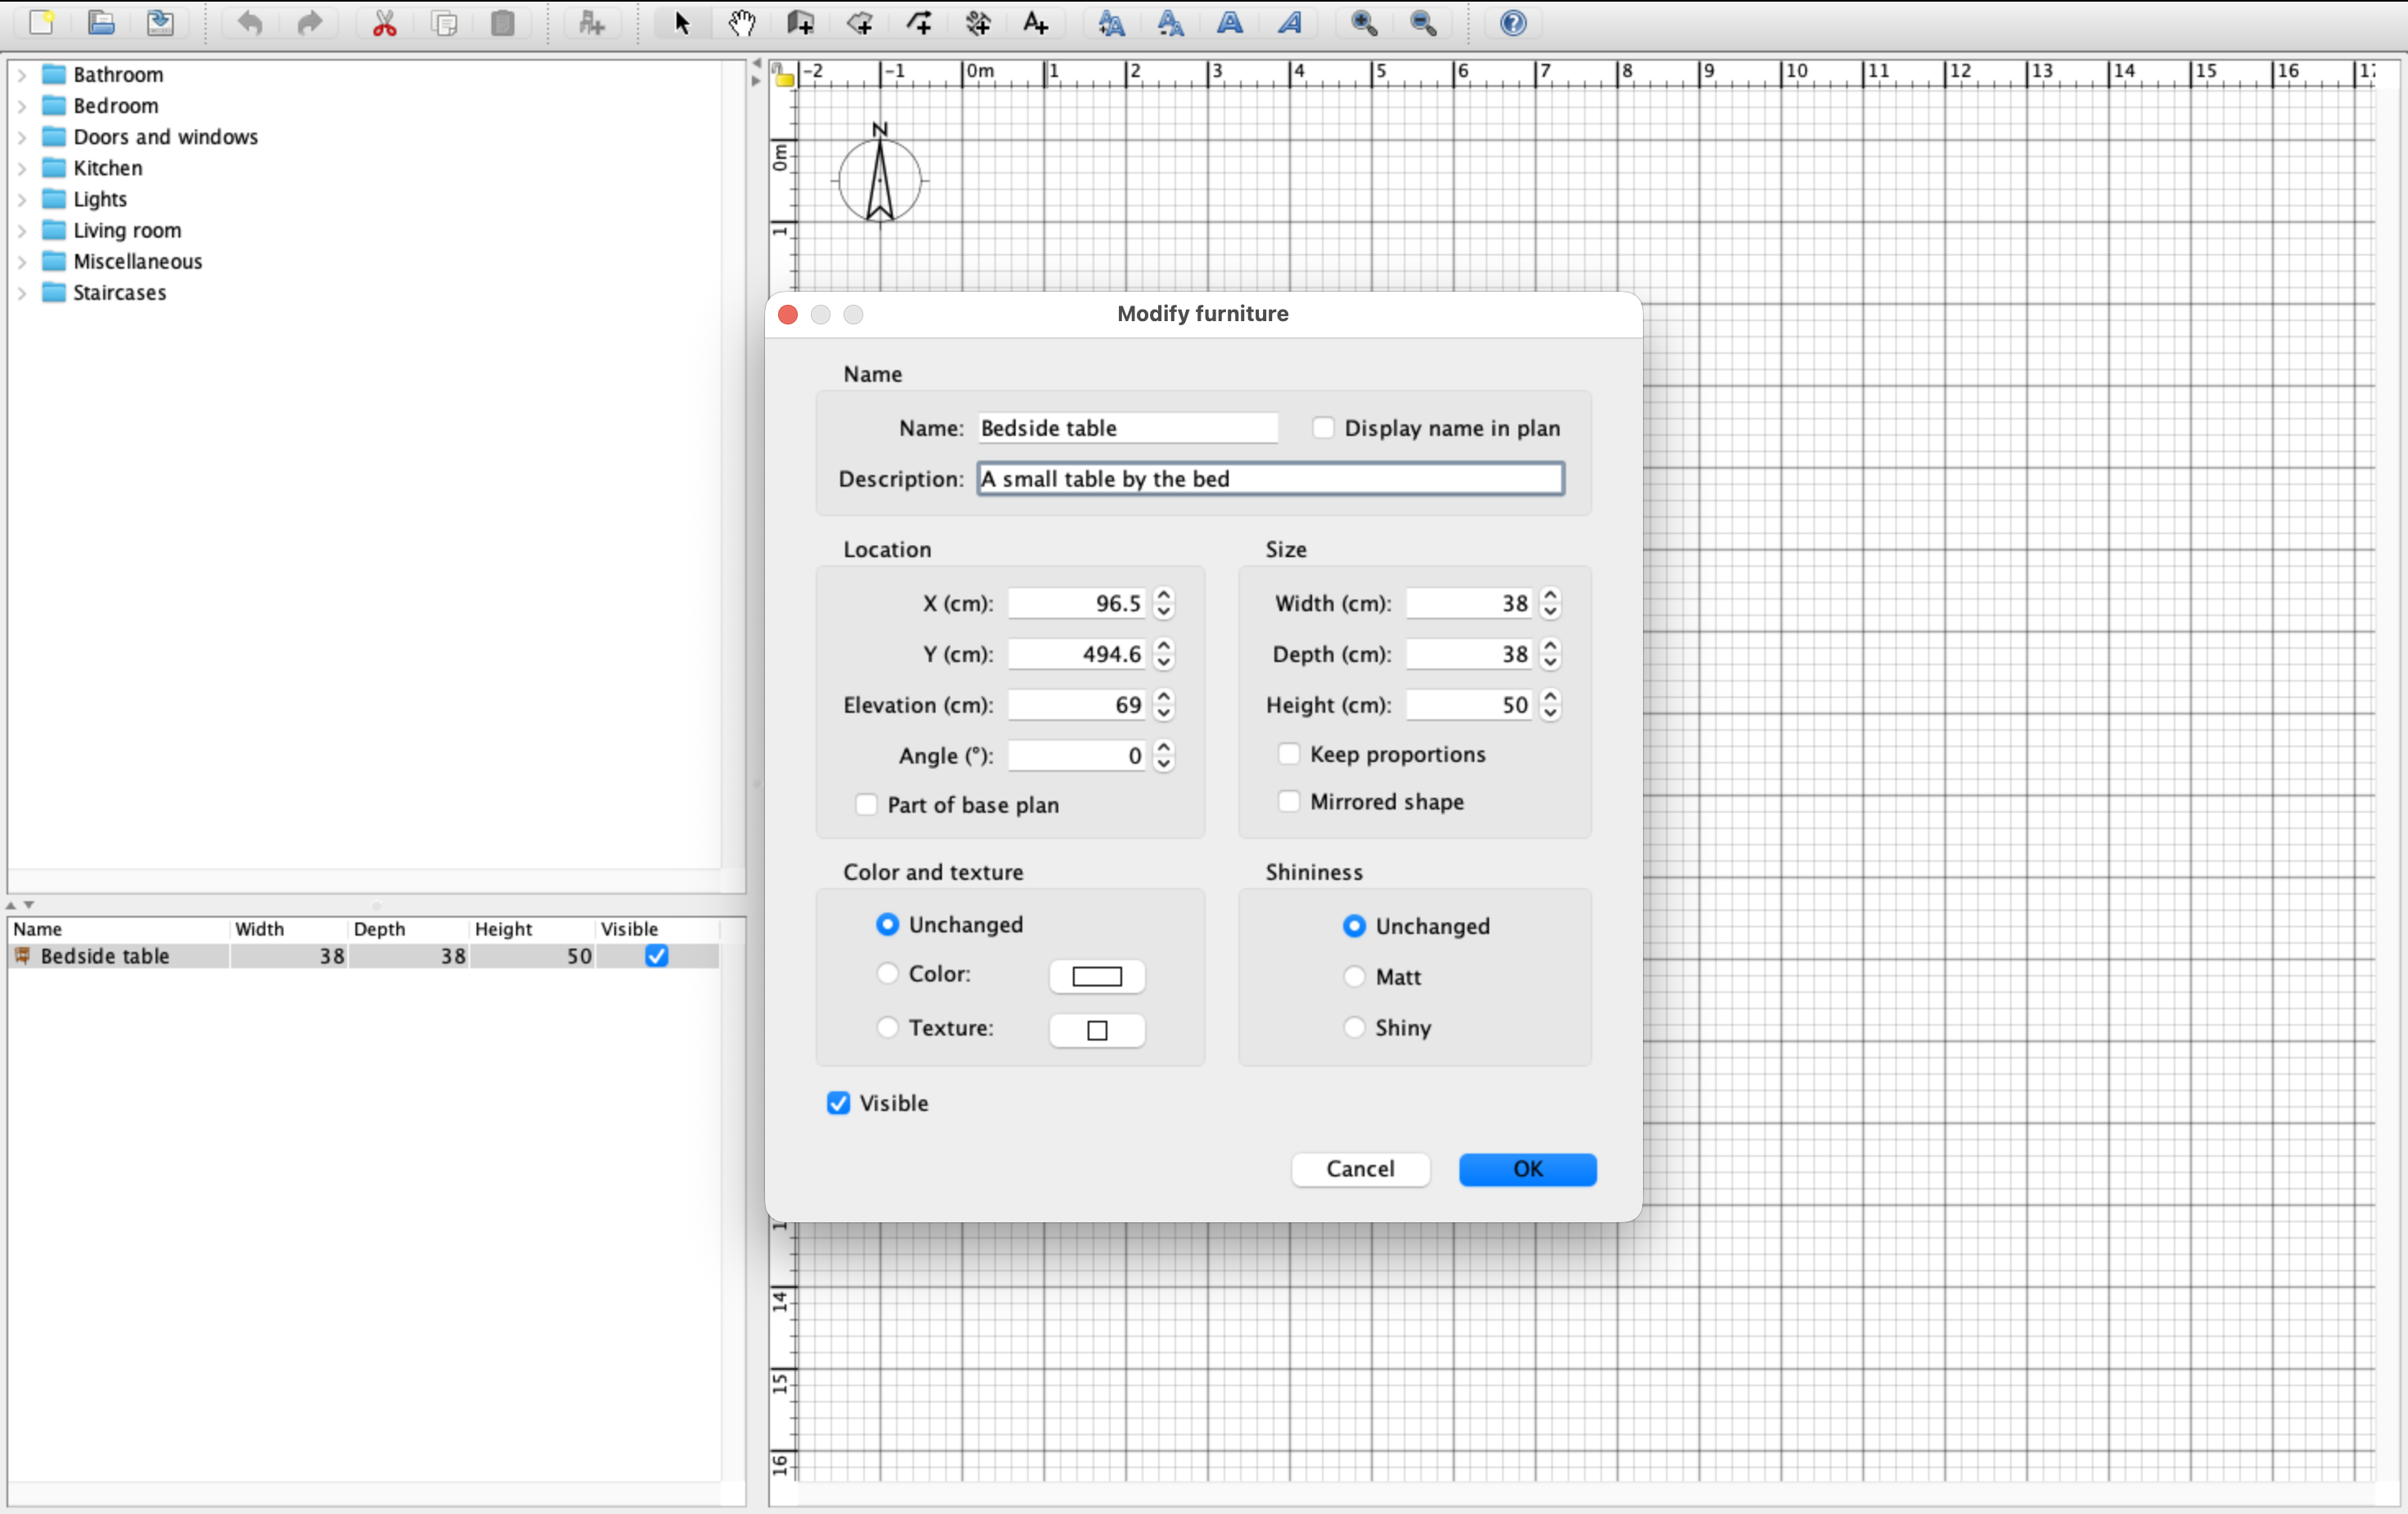 Bathroom
Bedroom
Doors and windows
Kitchen
Lights
Living room
Miscellaneous
Staircases
Name Width Depth Height Visible
Bedside table 38 38 50
-2 -1 0m 1 2 3 4 5 6 7 8 9 10 11 12 13 14 15 16
0m
1
N
14
15
16
Modify furniture
Name
Name: Bedside table Display name in plan
Description: A small table by the bed
Location
X (cm): 96.5
Y (cm): 494.6
Elevation (cm): 69
Angle (°): 0
Part of base plan
Size
Width (cm): 38
Depth (cm): 38
Height (cm): 50
Keep proportions
Mirrored shape
Color and texture
Unchanged
Color:
Texture:
Shininess
Unchanged
Matt
Shiny
Visible
Cancel OK